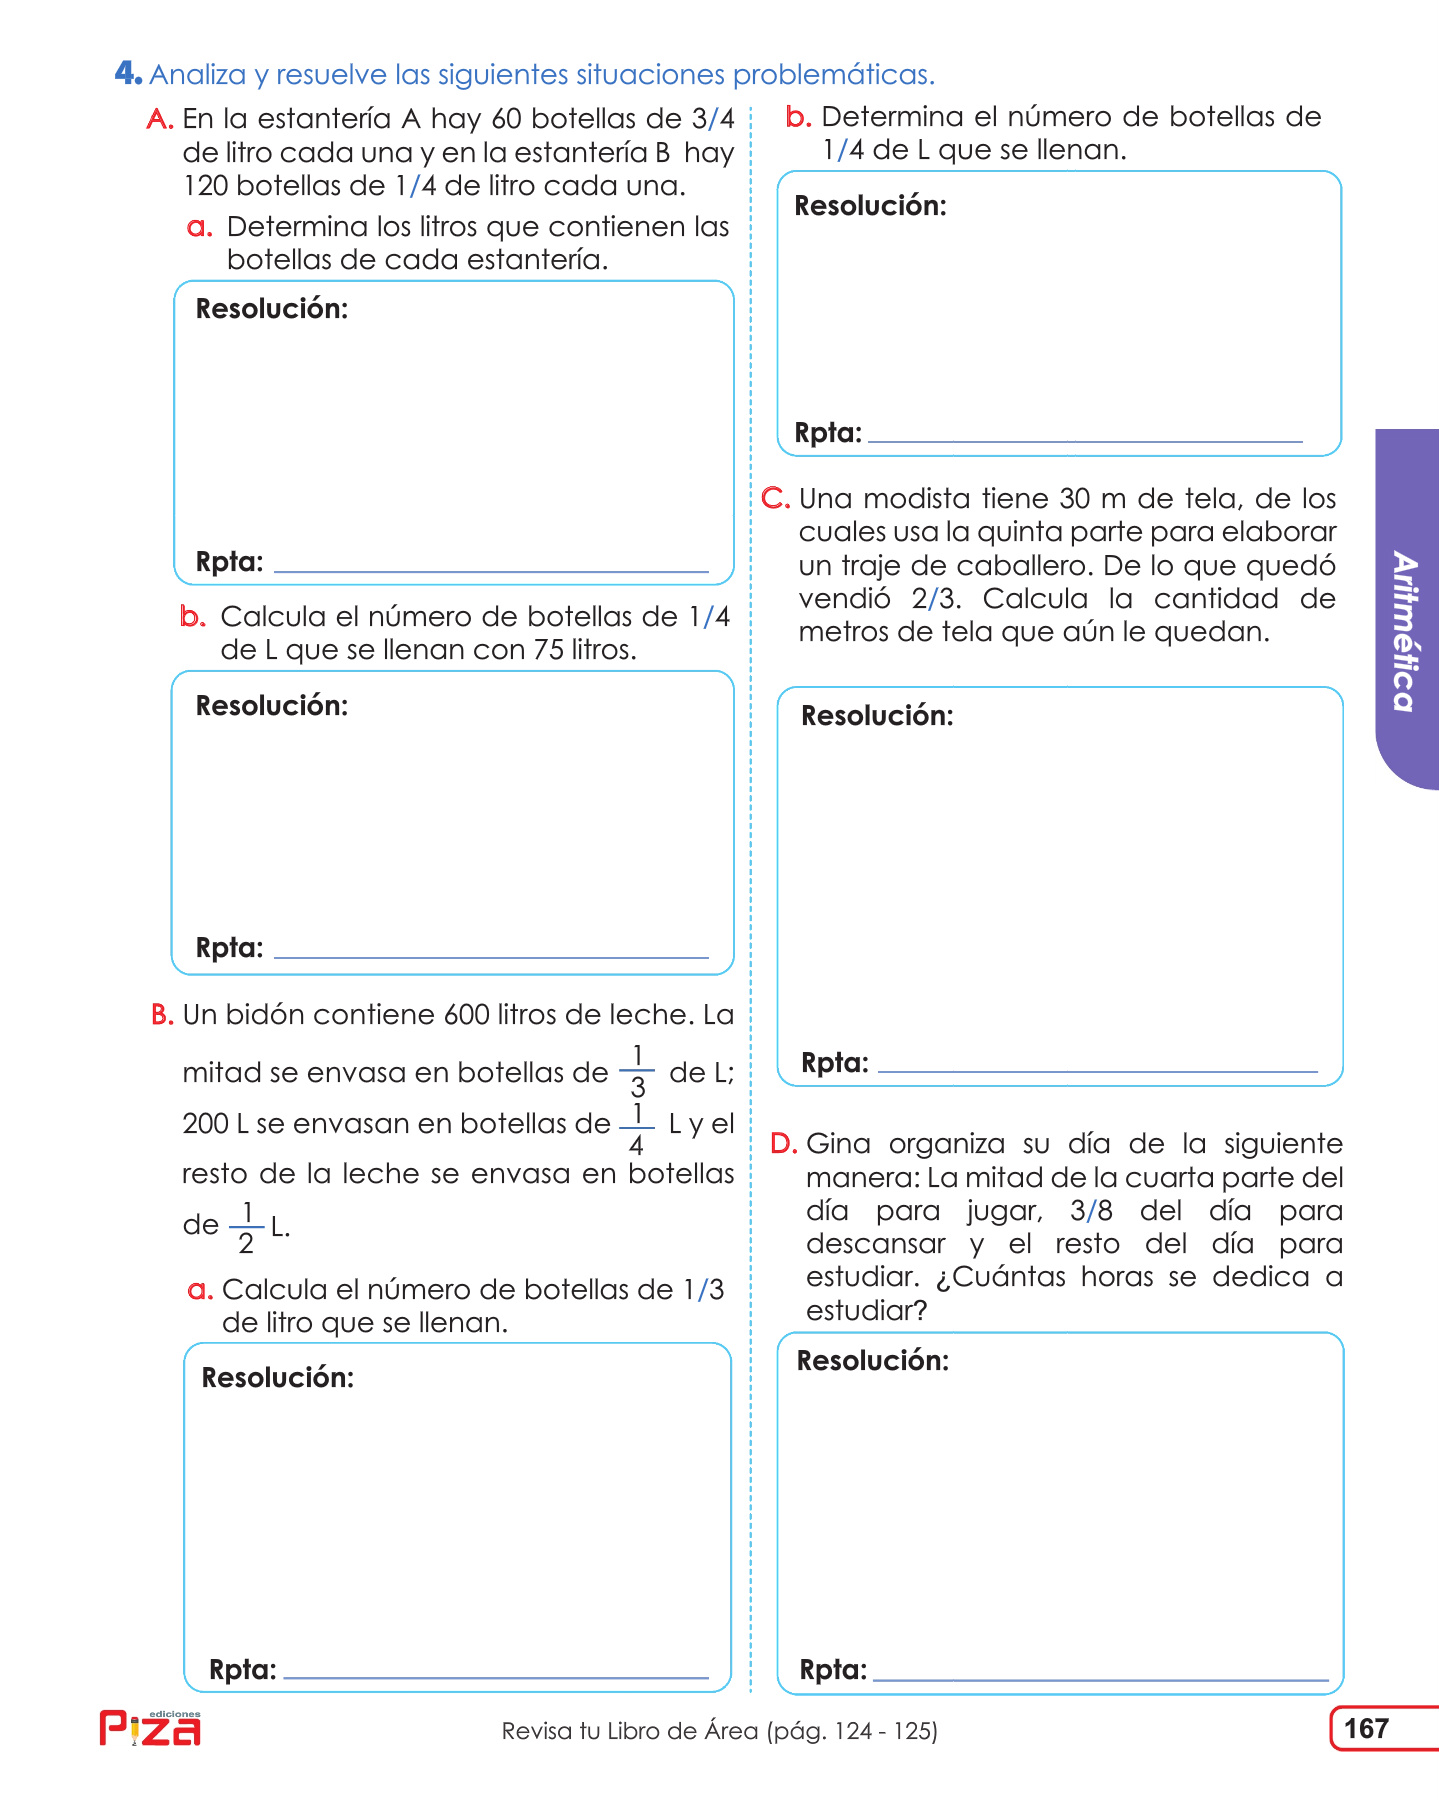 4. Analiza y resuelve las siguientes situaciones problemáticas.
A. En la estantería A hay 60 botellas de 3/4
de litro cada una y en la estantería B hay
120 botellas de 1/4 de litro cada una.
a. Determina los litros que contienen las
botellas de cada estantería.
Resolución:
Rpta:
b. Calcula el número de botellas de 1/4
de L que se llenan con 75 litros.
Resolución:
Rpta:
B. Un bidón contiene 600 litros de leche. La
mitad se envasa en botellas de 1/3 de L;
200 L se envasan en botellas de 1/4 L y el
resto de la leche se envasa en botellas
de 1/2 L.
a. Calcula el número de botellas de 1/3
de litro que se llenan.
Resolución:
Rpta:
b. Determina el número de botellas de
1/4 de L que se llenan.
Resolución:
Rpta:
C. Una modista tiene 30 m de tela, de los
cuales usa la quinta parte para elaborar
un traje de caballero. De lo que quedó
vendió 2/3. Calcula la cantidad de
metros de tela que aún le quedan.
Resolución:
Rpta:
D. Gina organiza su día de la siguiente
manera: La mitad de la cuarta parte del
día para jugar, 3/8 del día para
descansar y el resto del día para
estudiar. ¿Cuántas horas se dedica a
estudiar?
Resolución:
Rpta:
Aritmética
ediciones
Piza
Revisa tu Libro de Área (pág. 124 - 125)
167